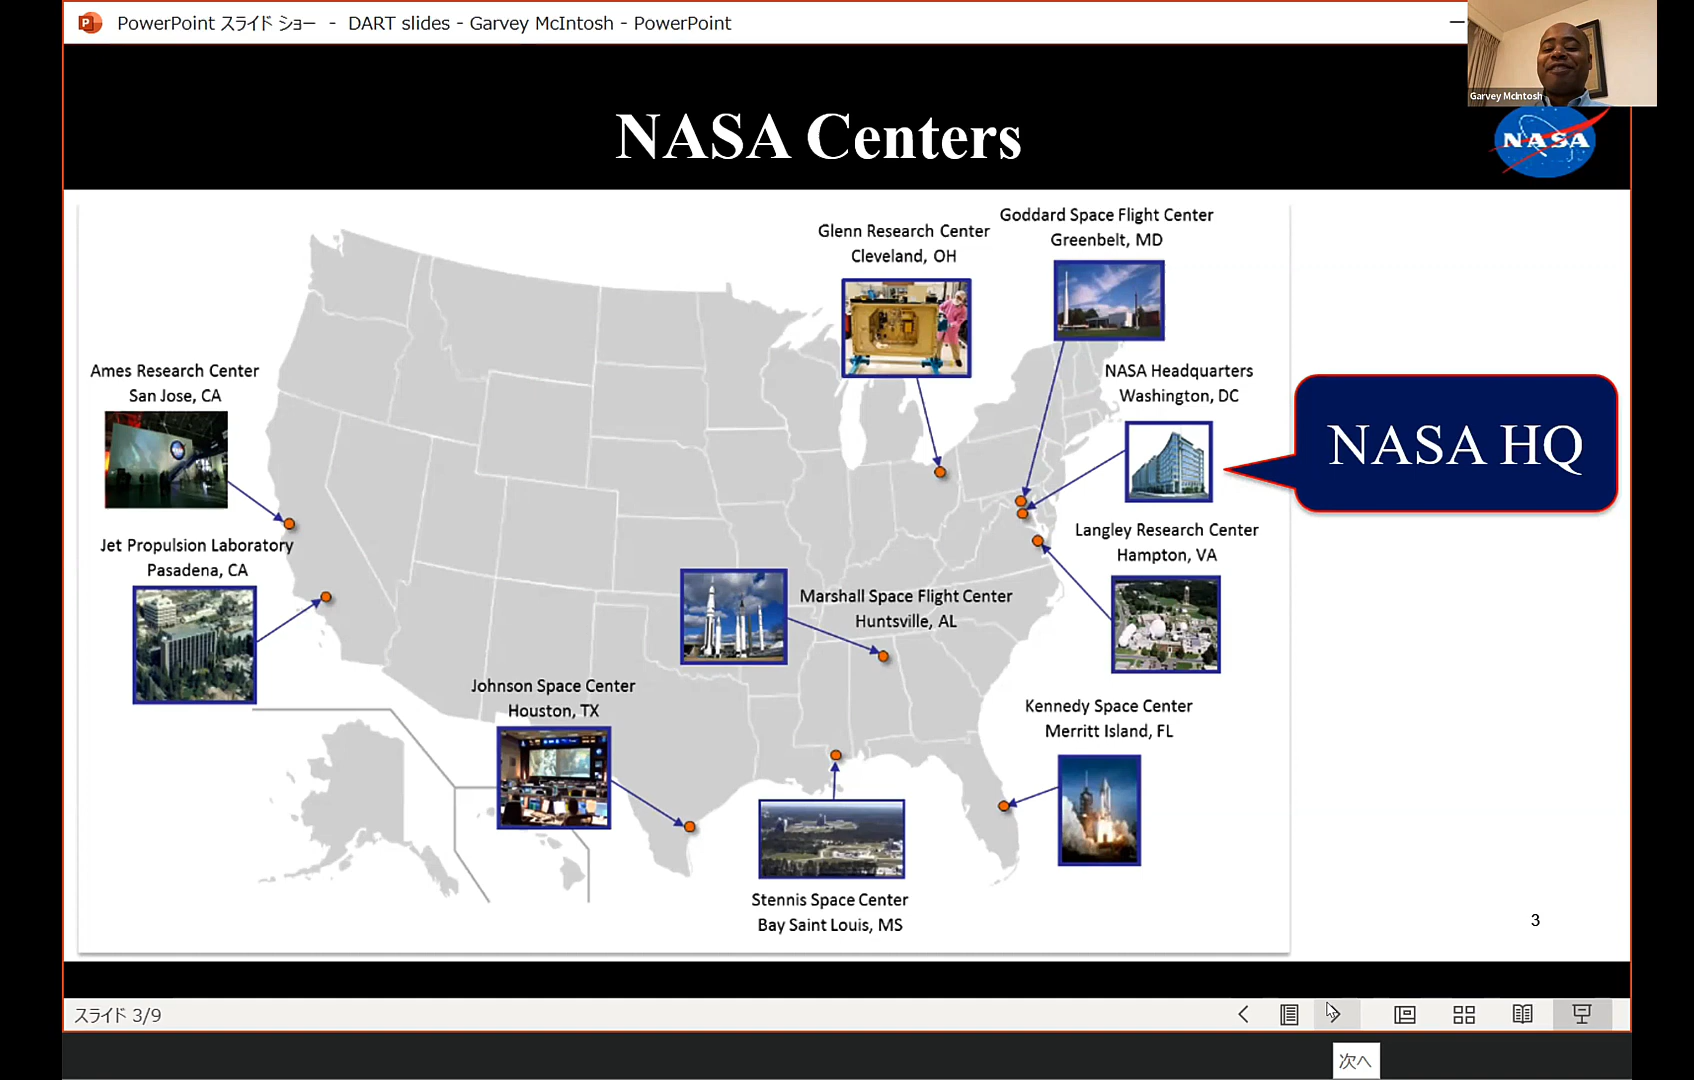 PowerPoint スライド ショー - DART slides - Garvey McIntosh - PowerPoint
Garvey McIntosh
NASA Centers
NASA
Goddard Space Flight Center
Greenbelt, MD
Glenn Research Center
Cleveland, OH
Ames Research Center
San Jose, CA
NASA Headquarters
Washington, DC
NASA HQ
Jet Propulsion Laboratory
Pasadena, CA
Langley Research Center
Hampton, VA
Marshall Space Flight Center
Huntsville, AL
Johnson Space Center
Houston, TX
Kennedy Space Center
Merritt Island, FL
Stennis Space Center
Bay Saint Louis, MS
3
スライド 3/9
次へ